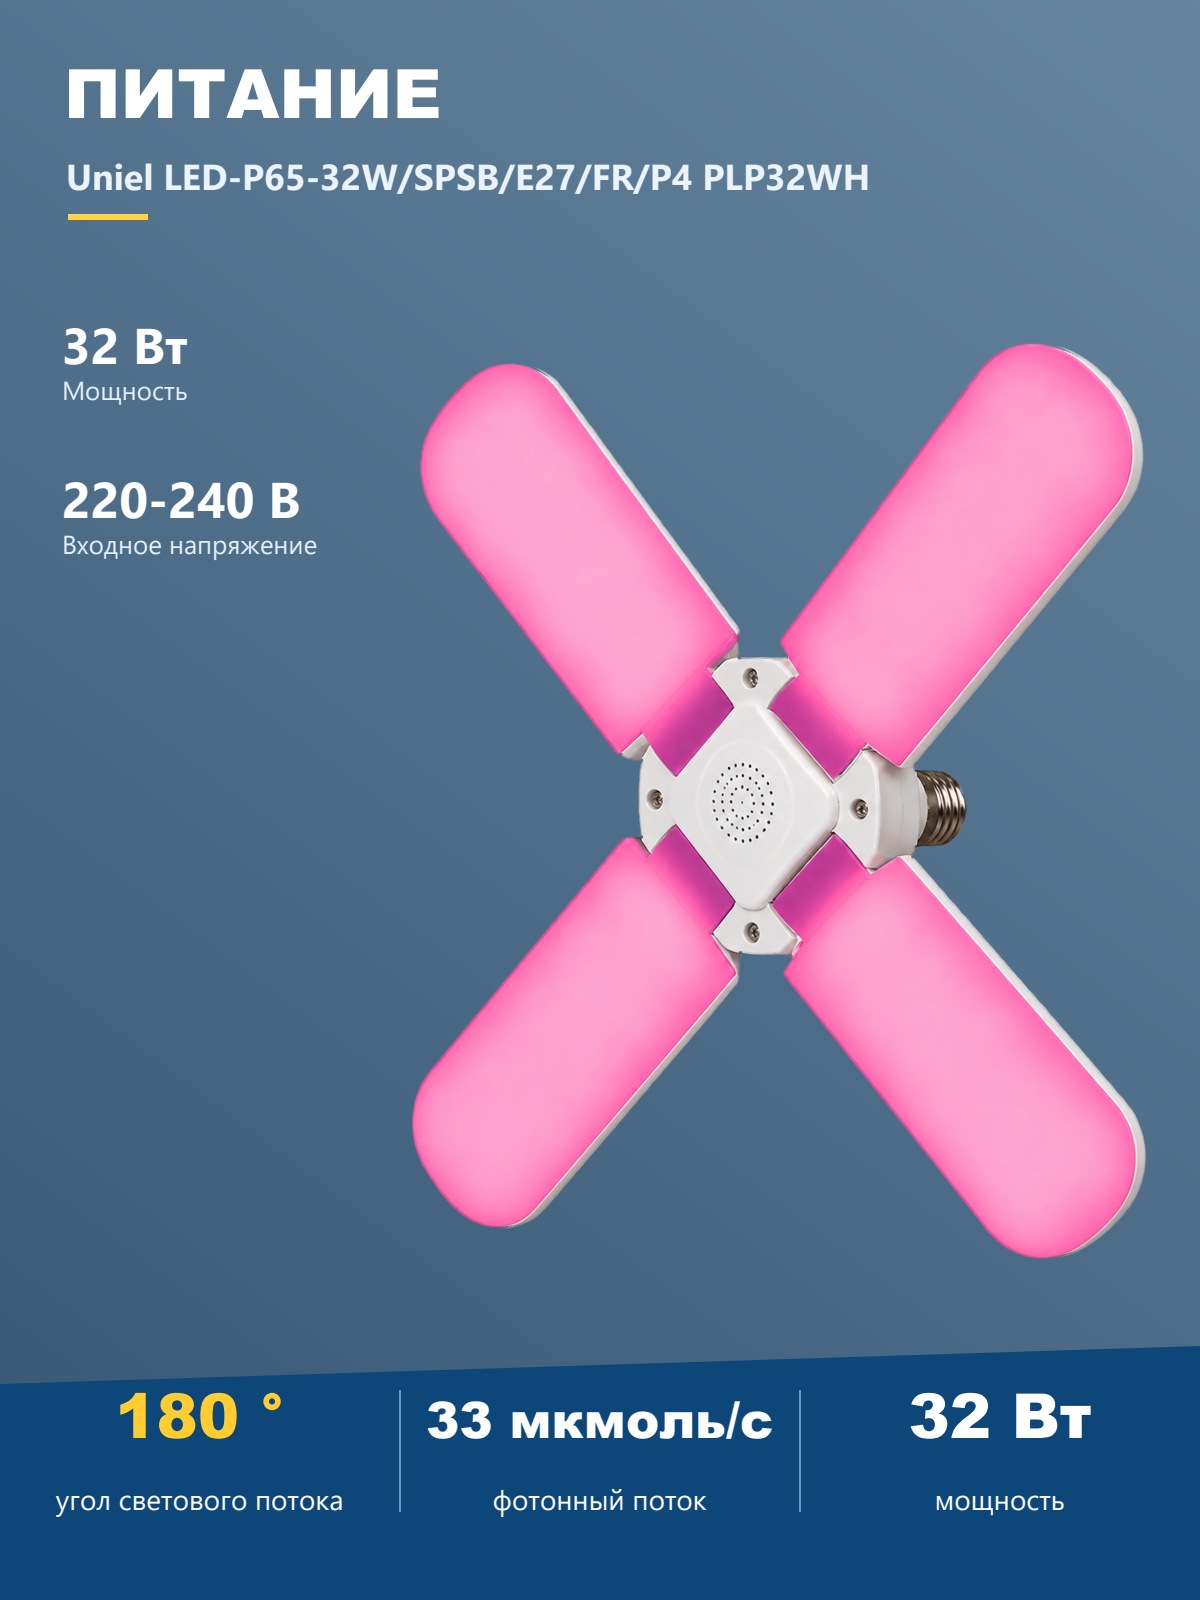 ПИТАНИЕ
Uniel LED-P65-32W/SPSB/E27/FR/P4 PLP32WH
32 Вт
Мощность
220-240 В
Входное напряжение
180 °
угол светового потока
33 мкмоль/с
фотонный поток
32 Вт
мощность